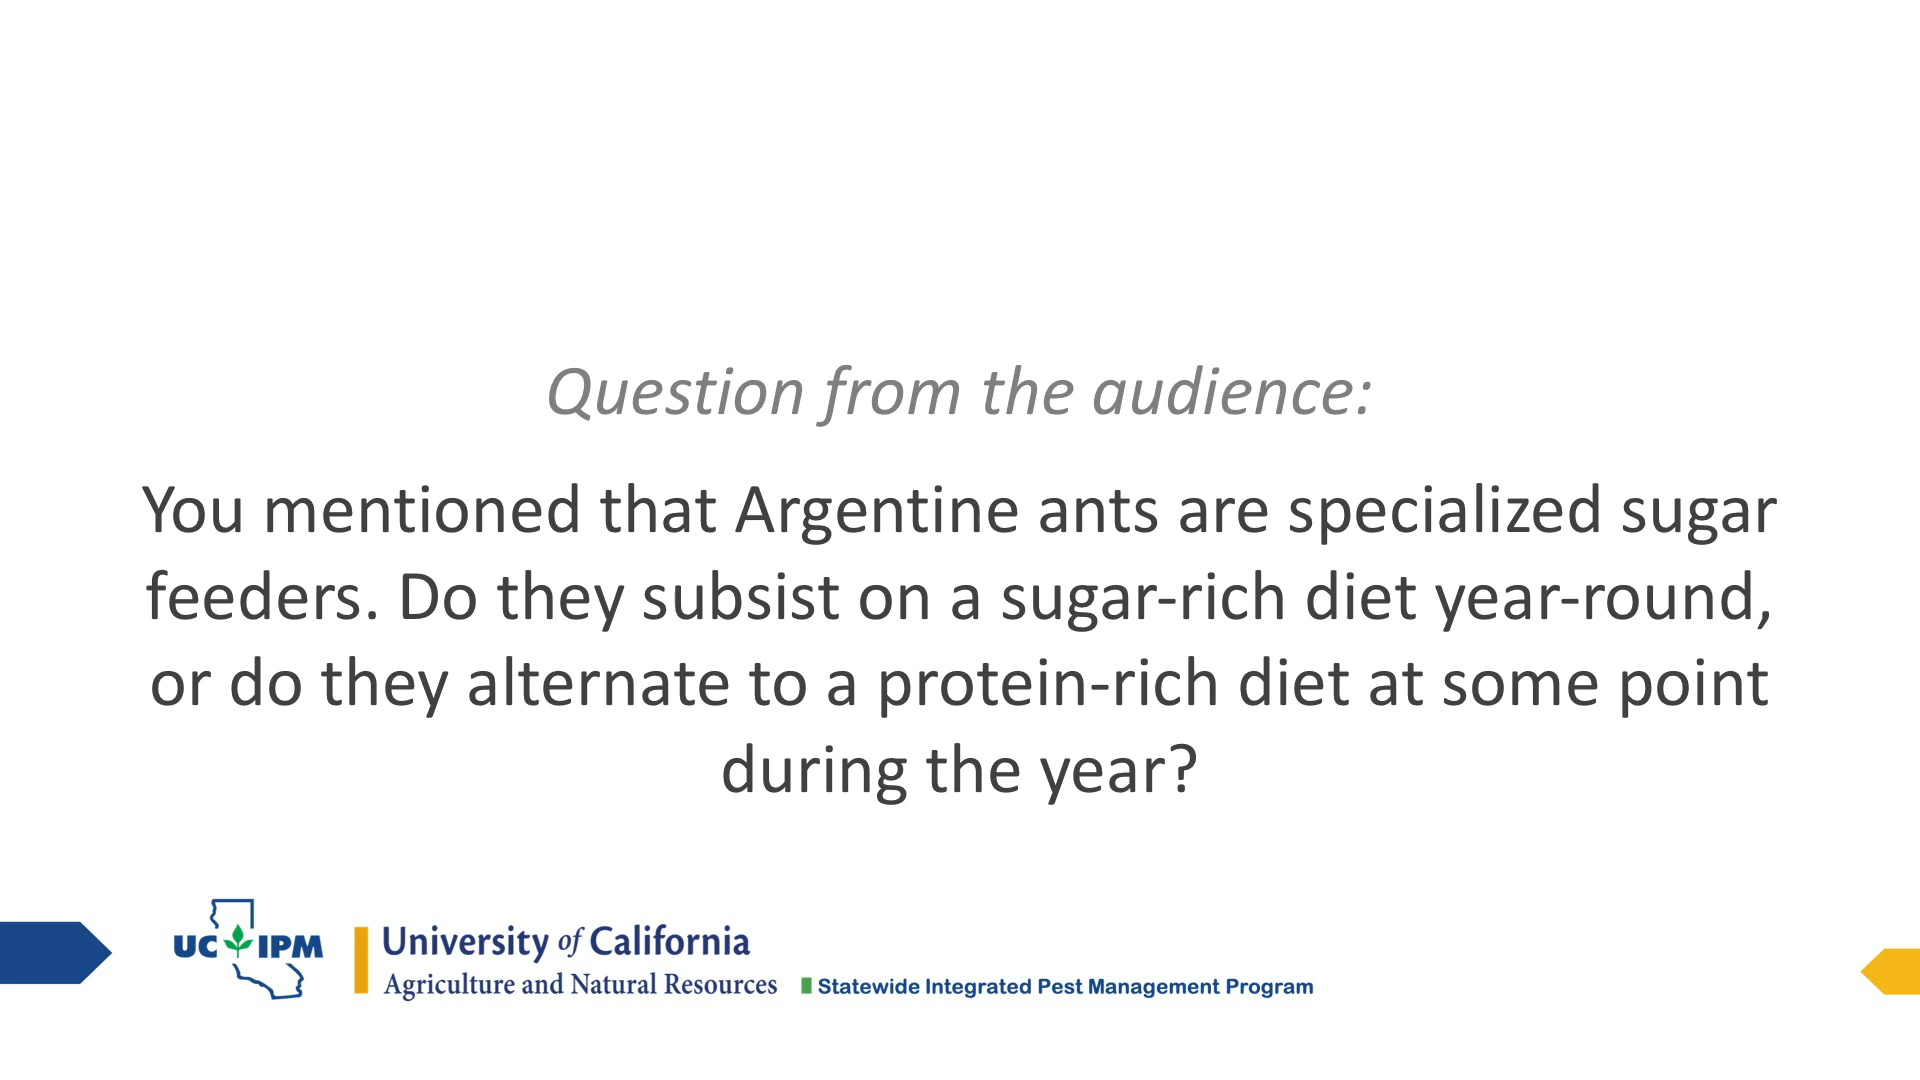 Question from the audience:
You mentioned that Argentine ants are specialized sugar
feeders. Do they subsist on a sugar-rich diet year-round,
or do they alternate to a protein-rich diet at some point
during the year?
UC IPM
University of California
Agriculture and Natural Resources
Statewide Integrated Pest Management Program